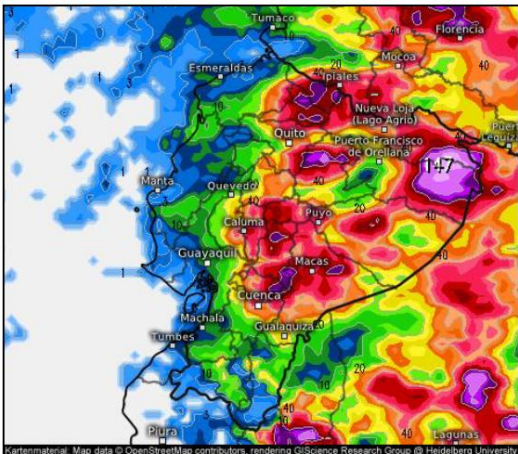 Tumaco
Florencia
Mocoa
Esmeraldas
Ipiales
Nueva Loja
(Lago Agrio)
Quito
Puerto Francisco
de Orellana
147
Manta
Quevedo
Caluma
Puyo
Guayaquil
Macas
Cuenca
Machala
Gualaquiza
Tumbes
Piura
Lagunas
Kartenmaterial: Map data © OpenStreetMap contributors, rendering GIScience Research Group @ Heidelberg University